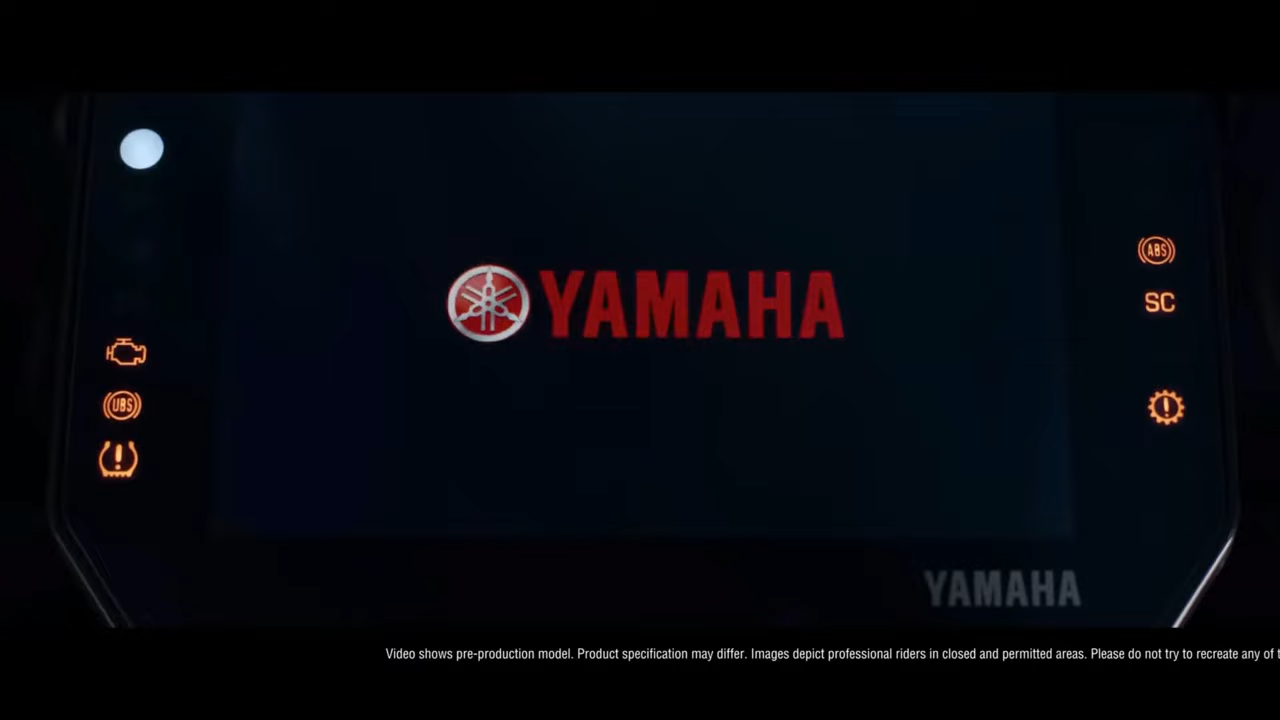 YAMAHA
ABS
SC
UBS
YAMAHA
Video shows pre-production model. Product specification may differ. Images depict professional riders in closed and permitted areas. Please do not try to recreate any of